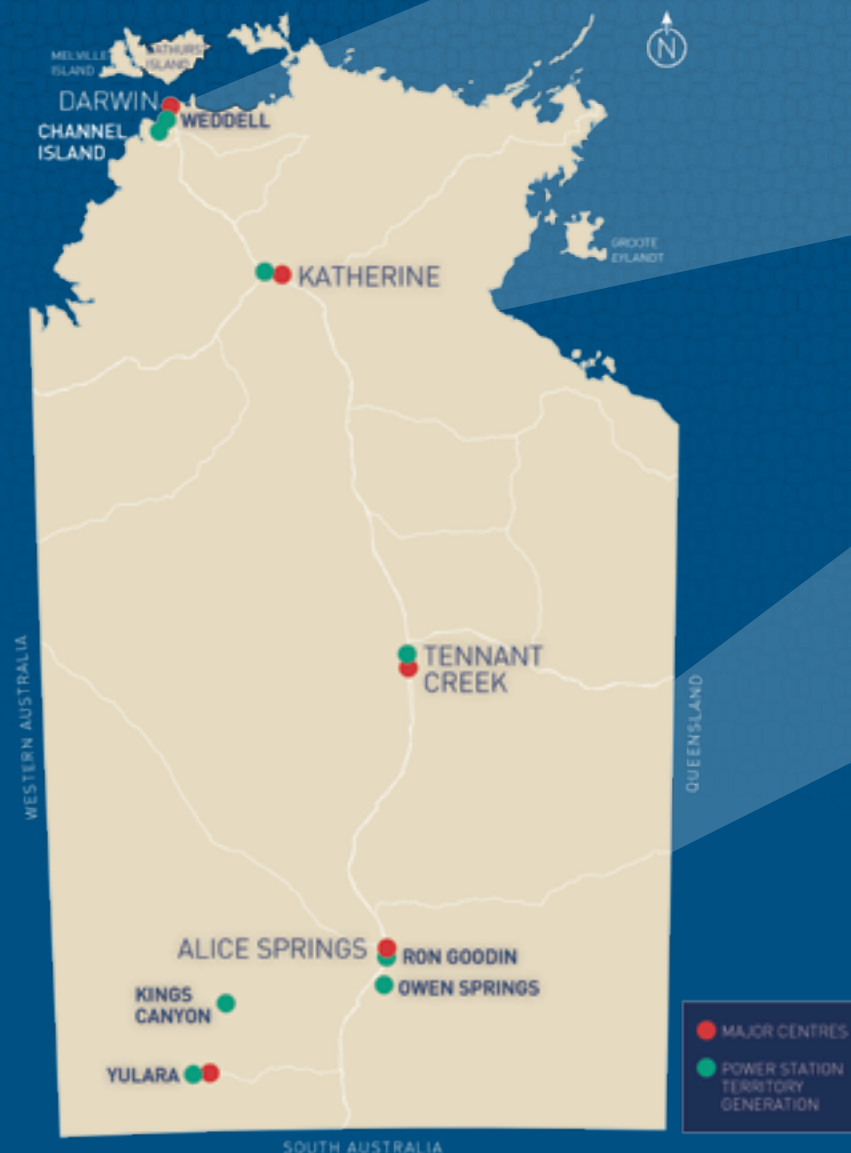 N
MELVILLE
ISLAND
BATHURST
ISLAND
DARWIN
WEDDELL
CHANNEL
ISLAND
GROOTE
EYLANDT
KATHERINE
TENNANT
CREEK
WESTERN AUSTRALIA
QUEENSLAND
ALICE SPRINGS
RON GOODIN
OWEN SPRINGS
KINGS
CANYON
YULARA
MAJOR CENTRES
POWER STATION
TERRITORY
GENERATION
SOUTH AUSTRALIA